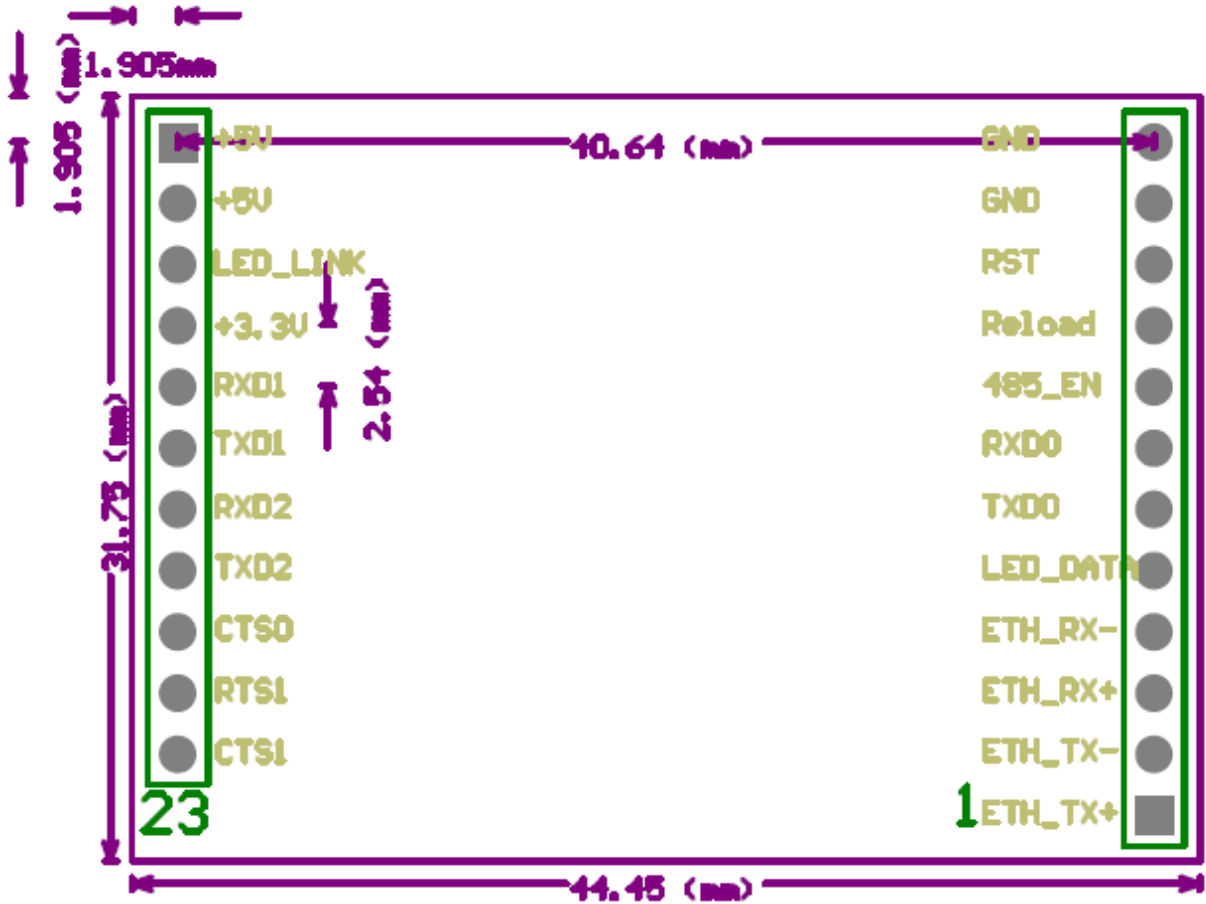 1.905mm
1.905 (mm)
+5V
40.64 (mm)
GND
+5V
GND
LED_LINK
RST
+3.3V
Reload
2.54 (mm)
RXD1
485_EN
TXD1
RXD0
31.75 (mm)
RXD2
TXD0
TXD2
LED_DATA
CTS0
ETH_RX-
RTS1
ETH_RX+
CTS1
ETH_TX-
23
1
ETH_TX+
44.45 (mm)